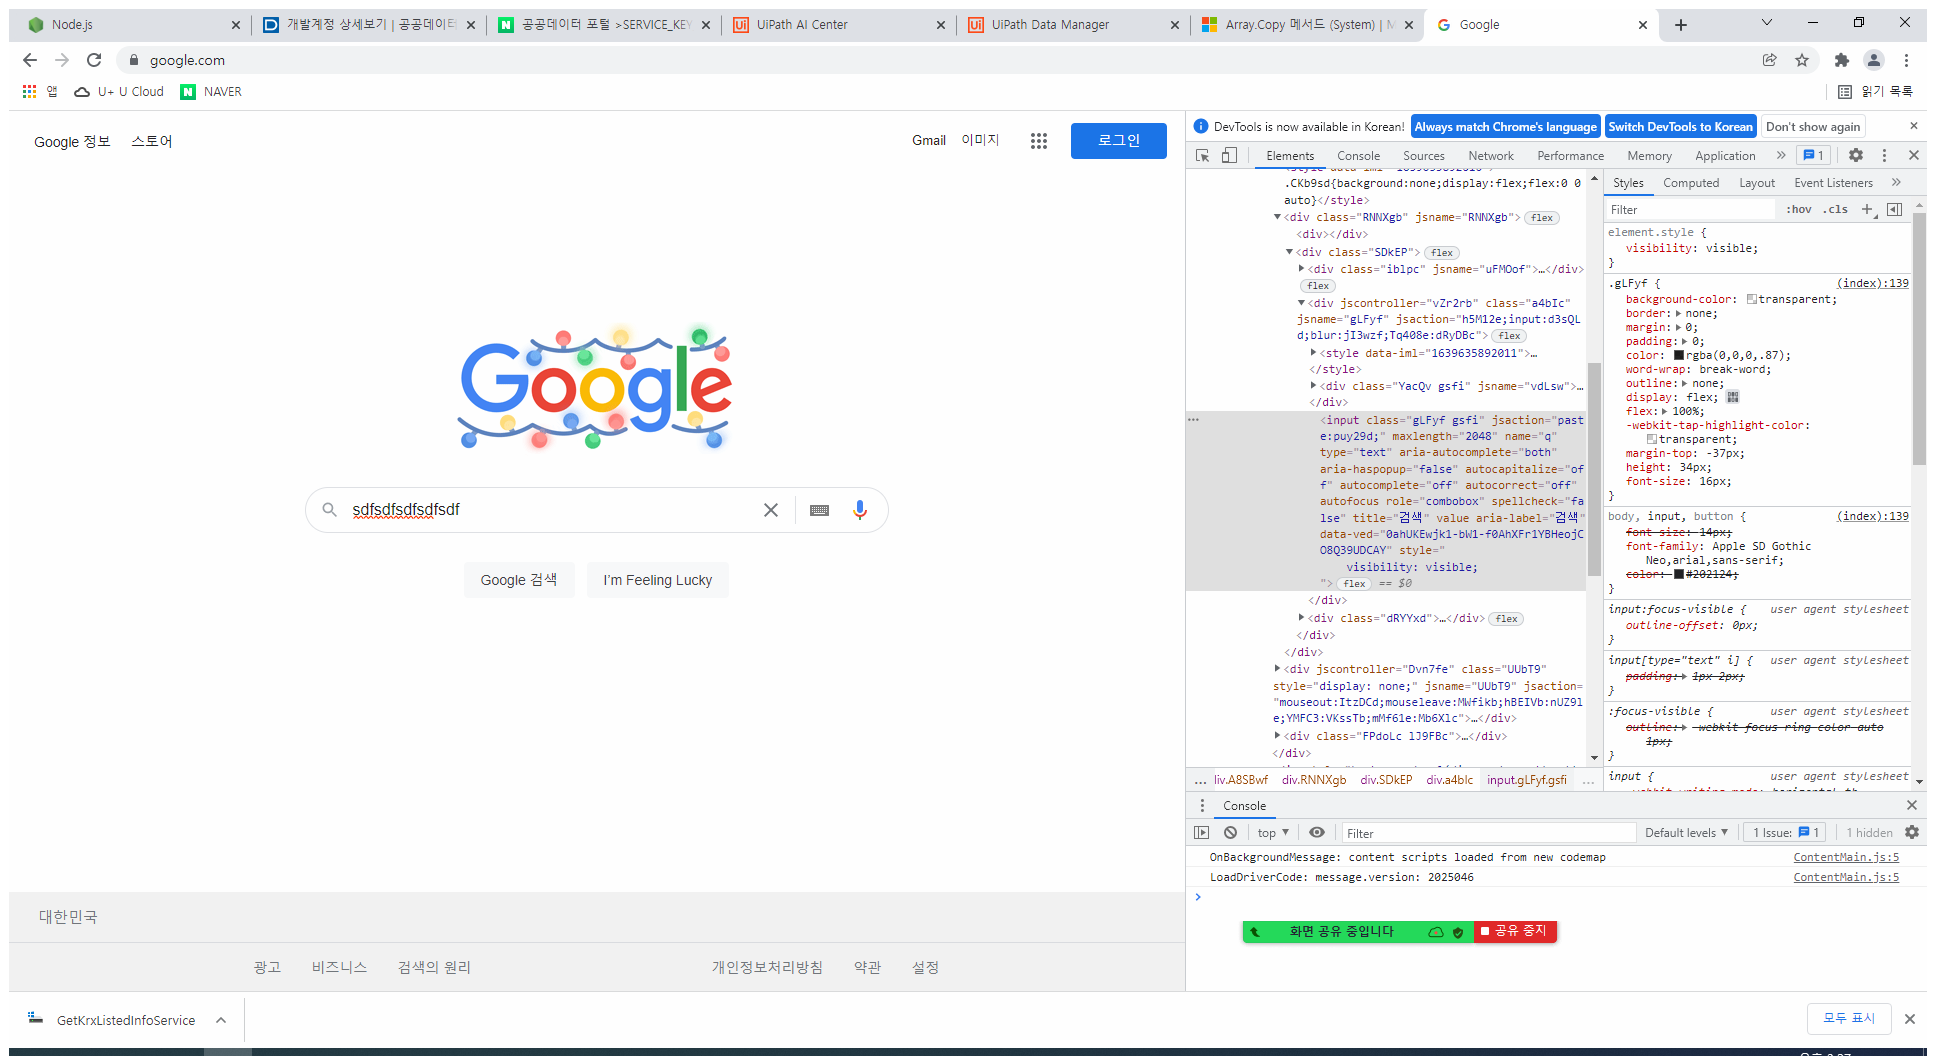 Node.js
개발계정 상세보기 | 공공데이터
공공데이터 포털 >SERVICE_KEY
UiPath AI Center
UiPath Data Manager
Array.Copy 메서드 (System) | M
Google
google.com
앱
U+ U Cloud
NAVER
읽기 목록
Google 정보
스토어
Gmail
이미지
로그인
Google
sdfsdfsdfsdfsdf
Google 검색
I'm Feeling Lucky
대한민국
광고
비즈니스
검색의 원리
개인정보처리방침
약관
설정
DevTools is now available in Korean!
Always match Chrome's language
Switch DevTools to Korean
Don't show again
Elements
Console
Sources
Network
Performance
Memory
Application
1
.CKb9sd{background:none;display:flex;flex:0 0
auto}</style>
<div class="RNNXgb" jsname="RNNXgb"> flex
<div></div>
<div class="SDkEP"> flex
<div class="iblpc" jsname="uFMOof">…</div>
flex
<div jscontroller="vZr2rb" class="a4bIc"
jsname="gLFyf" jsaction="h5M12e;input:d3sQL
d;blur:jI3wzf;Tq408e:dRyDBc"> flex
<style data-iml="1639635892011">…
</style>
<div class="YacQv gsfi" jsname="vdLsw">…
</div>
<input class="gLFyf gsfi" jsaction="past
e:puy29d;" maxlength="2048" name="q"
type="text" aria-autocomplete="both"
aria-haspopup="false" autocapitalize="of
f" autocomplete="off" autocorrect="off"
autofocus role="combobox" spellcheck="fa
lse" title="검색" value aria-label="검색"
data-ved="0ahUKEwjk1-bW1-f0AhXFr1YBHeojC
O8Q39UDCAY" style="
visibility: visible;
"> flex == $0
</div>
<div class="dRYYxd">…</div> flex
</div>
</div>
<div jscontroller="Dvn7fe" class="UUbT9"
style="display: none;" jsname="UUbT9" jsaction=
"mouseout:ItzDCd;mouseleave:MWfikb;hBEIVb:nUZ9l
e;YMFC3:VKssTb;mMf61e:Mb6Xlc">…</div>
<div class="FPdoLc lJ9FBc">…</div>
</div>
... iv.A8SBwf div.RNNXgb div.SDkEP div.a4bIc input.gLFyf.gsfi ...
Styles
Computed
Layout
Event Listeners
Filter
:hov .cls
element.style {
visibility: visible;
}
.gLFyf { (index):139
background-color: transparent;
border: none;
margin: 0;
padding: 0;
color: rgba(0,0,0,.87);
word-wrap: break-word;
outline: none;
display: flex;
flex: 100%;
-webkit-tap-highlight-color:
transparent;
margin-top: -37px;
height: 34px;
font-size: 16px;
}
body, input, button { (index):139
font-size: 14px;
font-family: Apple SD Gothic
Neo,arial,sans-serif;
color: #202124;
}
input:focus-visible { user agent stylesheet
outline-offset: 0px;
}
input[type="text" i] { user agent stylesheet
padding: 1px 2px;
}
:focus-visible { user agent stylesheet
outline: -webkit-focus-ring-color auto
1px;
}
input { user agent stylesheet
Console
top
Filter
Default levels
1 Issue: 1
1 hidden
OnBackgroundMessage: content scripts loaded from new codemap ContentMain.js:5
LoadDriverCode: message.version: 2025046 ContentMain.js:5
화면 공유 중입니다
공유 중지
GetKrxListedInfoService
모두 표시